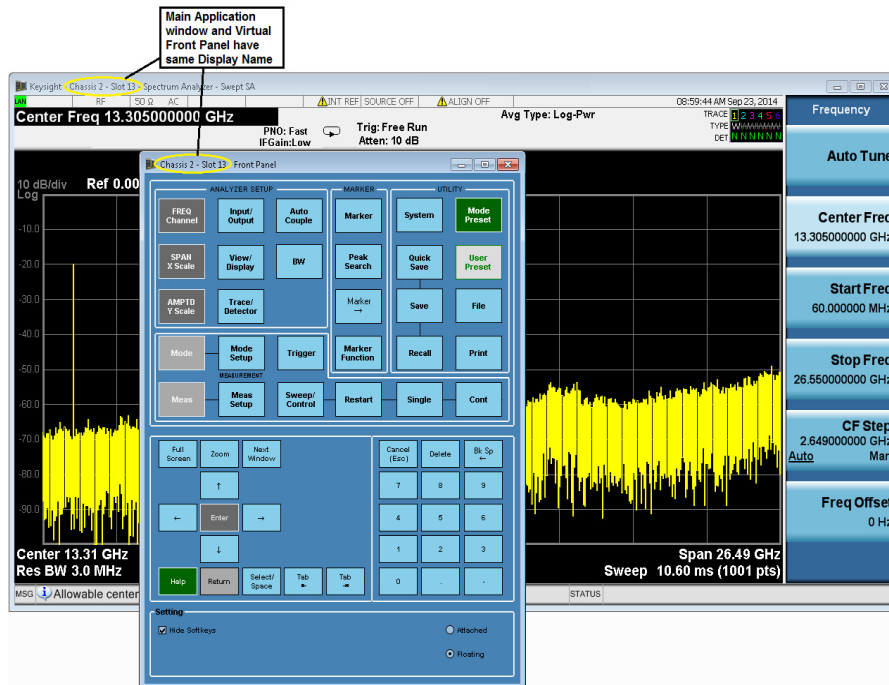 Main Application
window and Virtual
Front Panel have
same Display Name
Keysight - Chassis 2 - Slot 13 - Spectrum Analyzer - Swept SA
LAN RF 50 Ω AC INT REF SOURCE OFF ALIGN OFF 08:59:44 AM Sep 23, 2014
Center Freq 13.305000000 GHz
PNO: Fast
IFGain:Low
Trig: Free Run
Atten: 10 dB
Avg Type: Log-Pwr
TRACE 1 2 3 4 5 6
TYPE
DET N N N N N N
10 dB/div Ref 0.00
Log
-10.0
-20.0
-30.0
-40.0
-50.0
-60.0
-70.0
-80.0
-90.0
Center 13.31 GHz
Res BW 3.0 MHz
Span 26.49 GHz
Sweep 10.60 ms (1001 pts)
MSG Allowable center
STATUS
Frequency
Auto Tune
Center Freq
13.305000000 GHz
Start Freq
60.000000 MHz
Stop Freq
26.550000000 GHz
CF Step
2.649000000 GHz
Auto Man
Freq Offset
0 Hz
Chassis 2 - Slot 13 - Front Panel
ANALYZER SETUP MARKER UTILITY
FREQ
Channel
Input/
Output
Auto
Couple
Marker
System
Mode
Preset
SPAN
X Scale
View/
Display
BW
Peak
Search
Quick
Save
User
Preset
AMPTD
Y Scale
Trace/
Detector
Marker
→
Save
File
Mode
Mode
Setup
Trigger
Marker
Function
Recall
Print
MEASUREMENT
Meas
Meas
Setup
Sweep/
Control
Restart
Single
Cont
Full
Screen
Zoom
Next
Window
Cancel
(Esc)
Delete
Bk Sp
←
↑
7 8 9
← Enter →
4 5 6
↓
1 2 3
Help
Return
Select/
Space
Tab
Tab
0 . -
Setting
Hide Softkeys
Attached
Floating